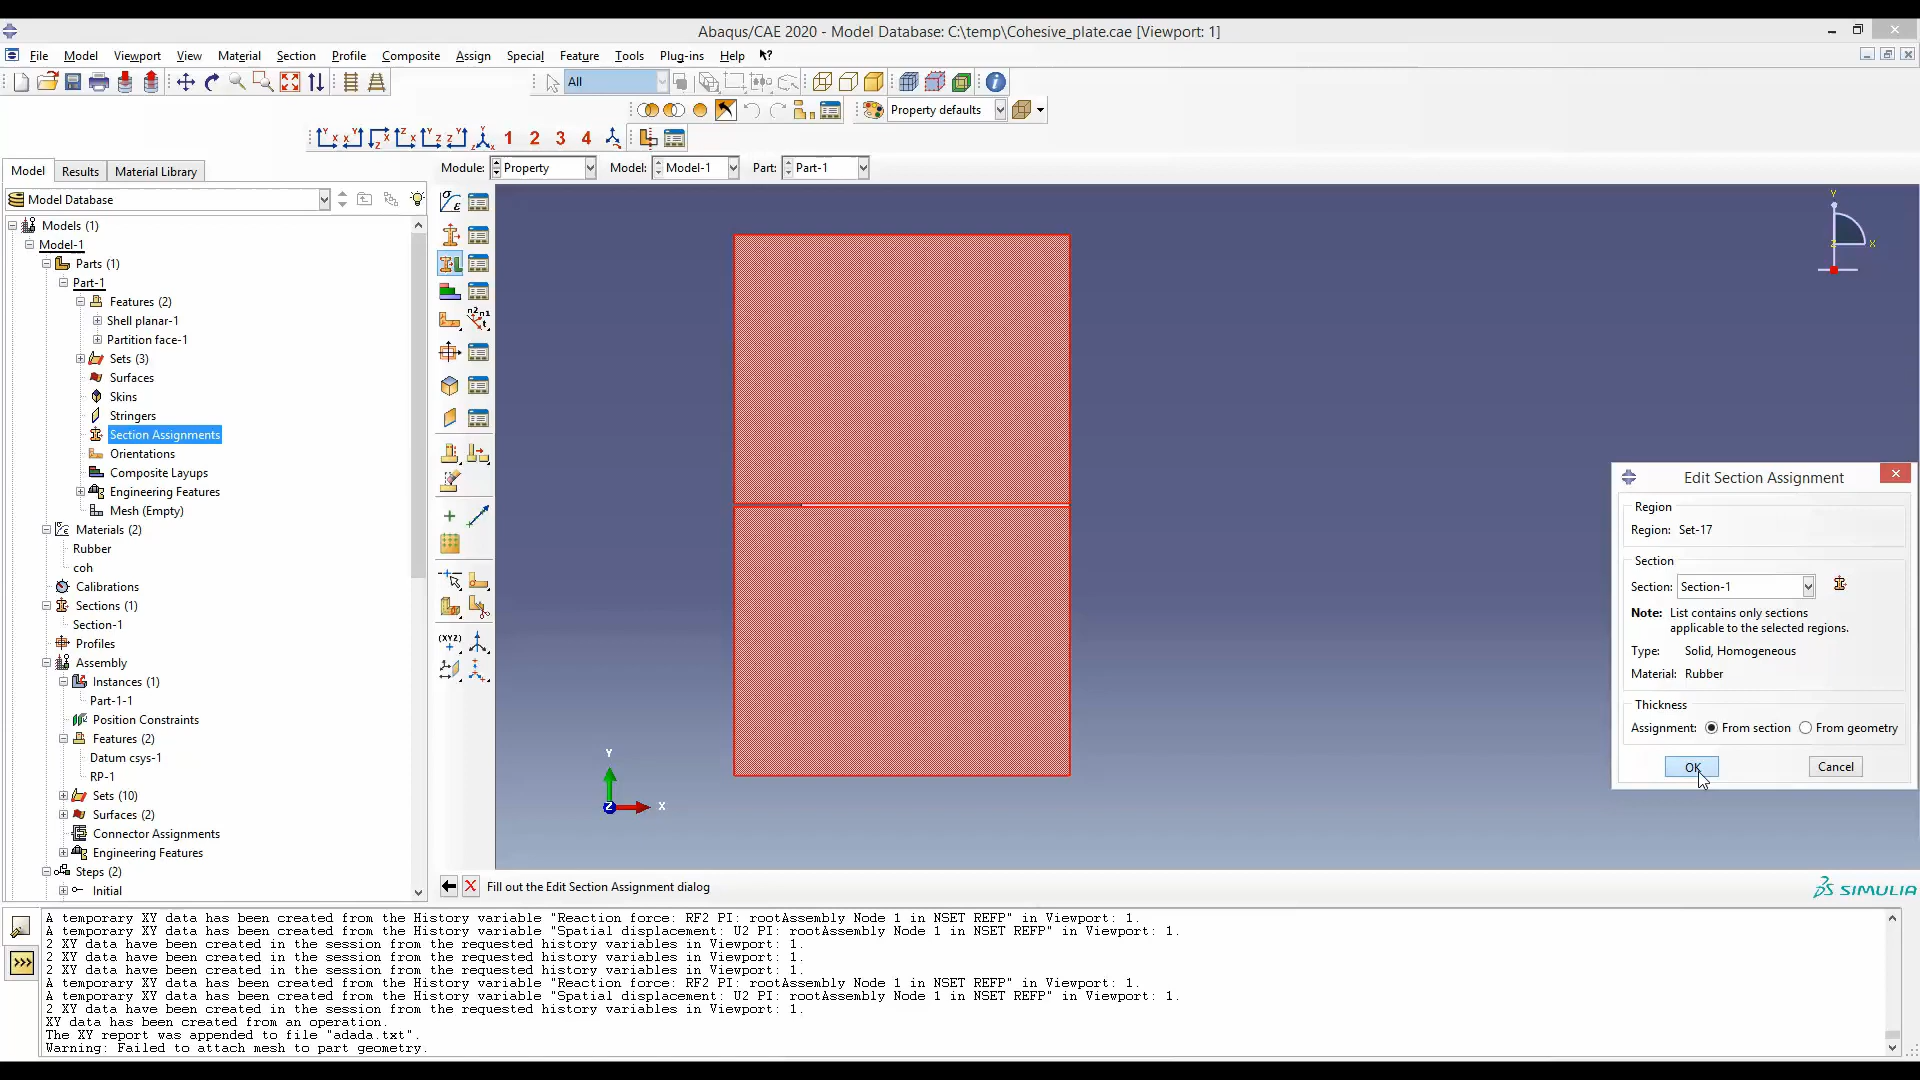 Abaqus/CAE 2020 - Model Database: C:\temp\Cohesive_plate.cae [Viewport: 1]
File Model Viewport View Material Section Profile Composite Assign Special Feature Tools Plug-ins Help
All
Property defaults
1 2 3 4
Model Results Material Library
Module: Property Model: Model-1 Part: Part-1
Model Database
Models (1)
Model-1
Parts (1)
Part-1
Features (2)
Shell planar-1
Partition face-1
Sets (3)
Surfaces
Skins
Stringers
Section Assignments
Orientations
Composite Layups
Engineering Features
Mesh (Empty)
Materials (2)
Rubber
coh
Calibrations
Sections (1)
Section-1
Profiles
Assembly
Instances (1)
Part-1-1
Position Constraints
Features (2)
Datum csys-1
RP-1
Sets (10)
Surfaces (2)
Connector Assignments
Engineering Features
Steps (2)
Initial
(XYZ)
Y
X
Z
Y
X
Z
Edit Section Assignment
Region
Region: Set-17
Section
Section: Section-1
Note: List contains only sections
applicable to the selected regions.
Type: Solid, Homogeneous
Material: Rubber
Thickness
Assignment: From section From geometry
OK Cancel
Fill out the Edit Section Assignment dialog
SIMULIA
A temporary XY data has been created from the History variable "Reaction force: RF2 PI: rootAssembly Node 1 in NSET REFP" in Viewport: 1.
A temporary XY data has been created from the History variable "Spatial displacement: U2 PI: rootAssembly Node 1 in NSET REFP" in Viewport: 1.
2 XY data have been created in the session from the requested history variables in Viewport: 1.
2 XY data have been created in the session from the requested history variables in Viewport: 1.
2 XY data have been created in the session from the requested history variables in Viewport: 1.
A temporary XY data has been created from the History variable "Reaction force: RF2 PI: rootAssembly Node 1 in NSET REFP" in Viewport: 1.
A temporary XY data has been created from the History variable "Spatial displacement: U2 PI: rootAssembly Node 1 in NSET REFP" in Viewport: 1.
2 XY data have been created in the session from the requested history variables in Viewport: 1.
XY data has been created from an operation.
The XY report was appended to file "adada.txt".
Warning: Failed to attach mesh to part geometry.
>>>